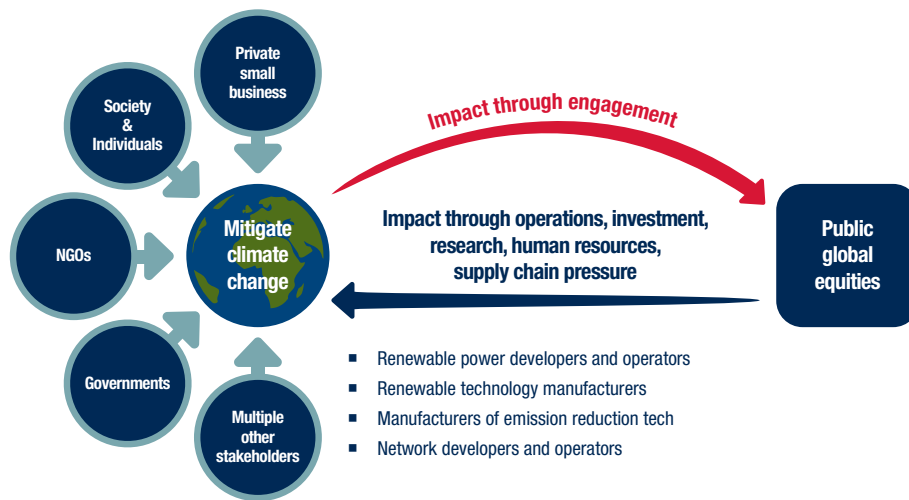 Private
small
business
Society
&
Individuals
NGOs
Governments
Multiple
other
stakeholders
Mitigate
climate
change
Impact through engagement
Impact through operations, investment,
research, human resources,
supply chain pressure
Public
global
equities
▪ Renewable power developers and operators
▪ Renewable technology manufacturers
▪ Manufacturers of emission reduction tech
▪ Network developers and operators